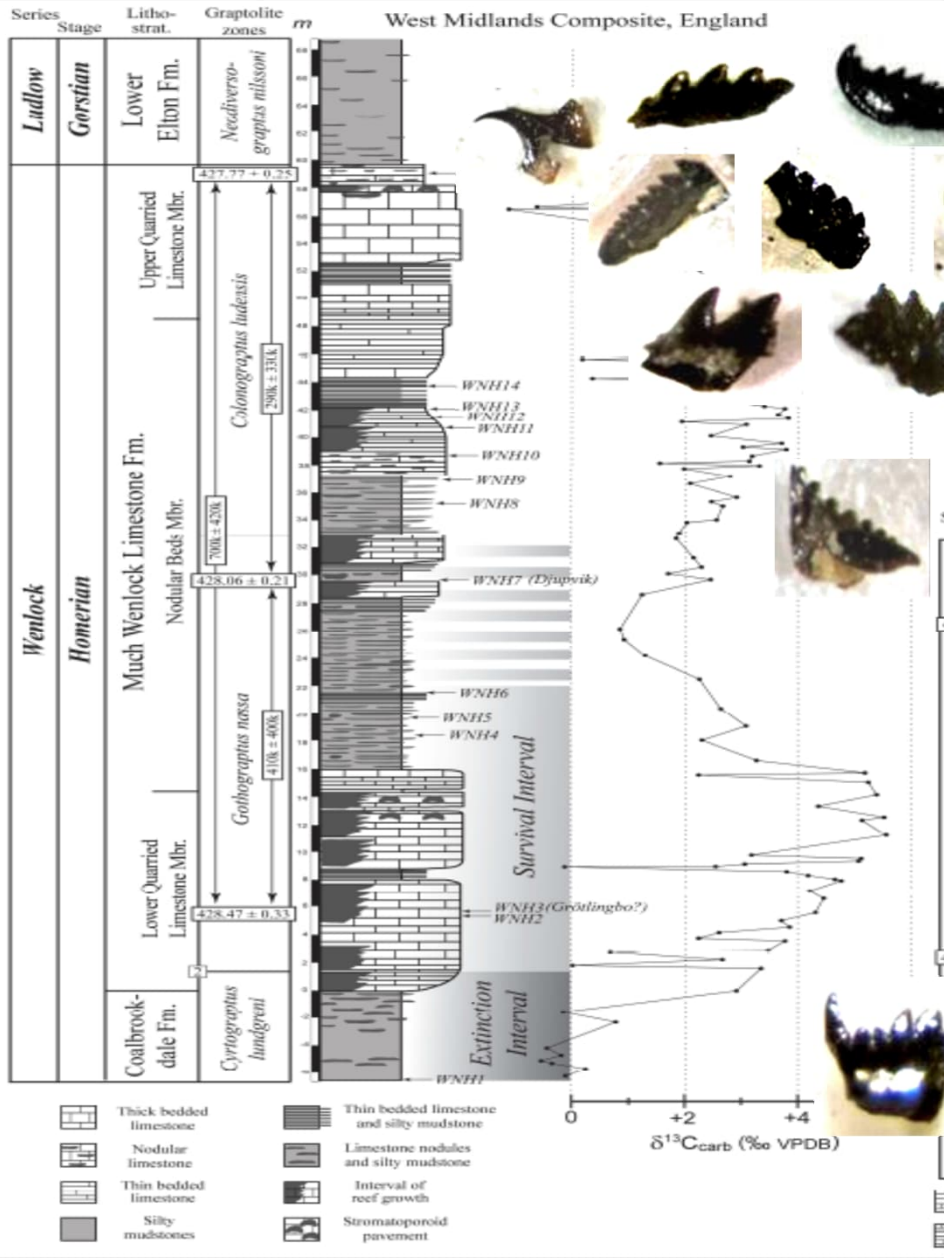 West Midlands Composite, England
Series
Stage
Litho-
strat.
Graptolite
zones
m
Ludlow
Gorstian
Lower
Elton Fm.
Neodiverso-
graptus nilssoni
427.77 ± 0.25
Upper Quarried
Limestone Mbr.
Colonograptus ludensis
290k ± 330k
700k ± 420k
Wenlock
Homerian
Much Wenlock Limestone Fm.
Nodular Beds Mbr.
428.06 ± 0.21
Gothograptus nassa
410k ± 400k
Lower Quarried
Limestone Mbr.
428.47 ± 0.33
Coalbrook-
dale Fm.
Cyrtograptus
lundgreni
WNH14
WNH13
WNH12
WNH11
WNH10
WNH9
WNH8
WNH7 (Djupvik)
WNH6
WNH5
WNH4
WNH3 (Grötlingbo?)
WNH2
WNH1
Survival Interval
Extinction
Interval
0
+2
+4
δ13Ccarb (‰ VPDB)
Thick bedded
limestone
Nodular
limestone
Thin bedded
limestone
Silty
mudstones
Thin bedded limestone
and silty mudstone
Limestone nodules
and silty mudstone
Interval of
reef growth
Stromatoporoid
pavement